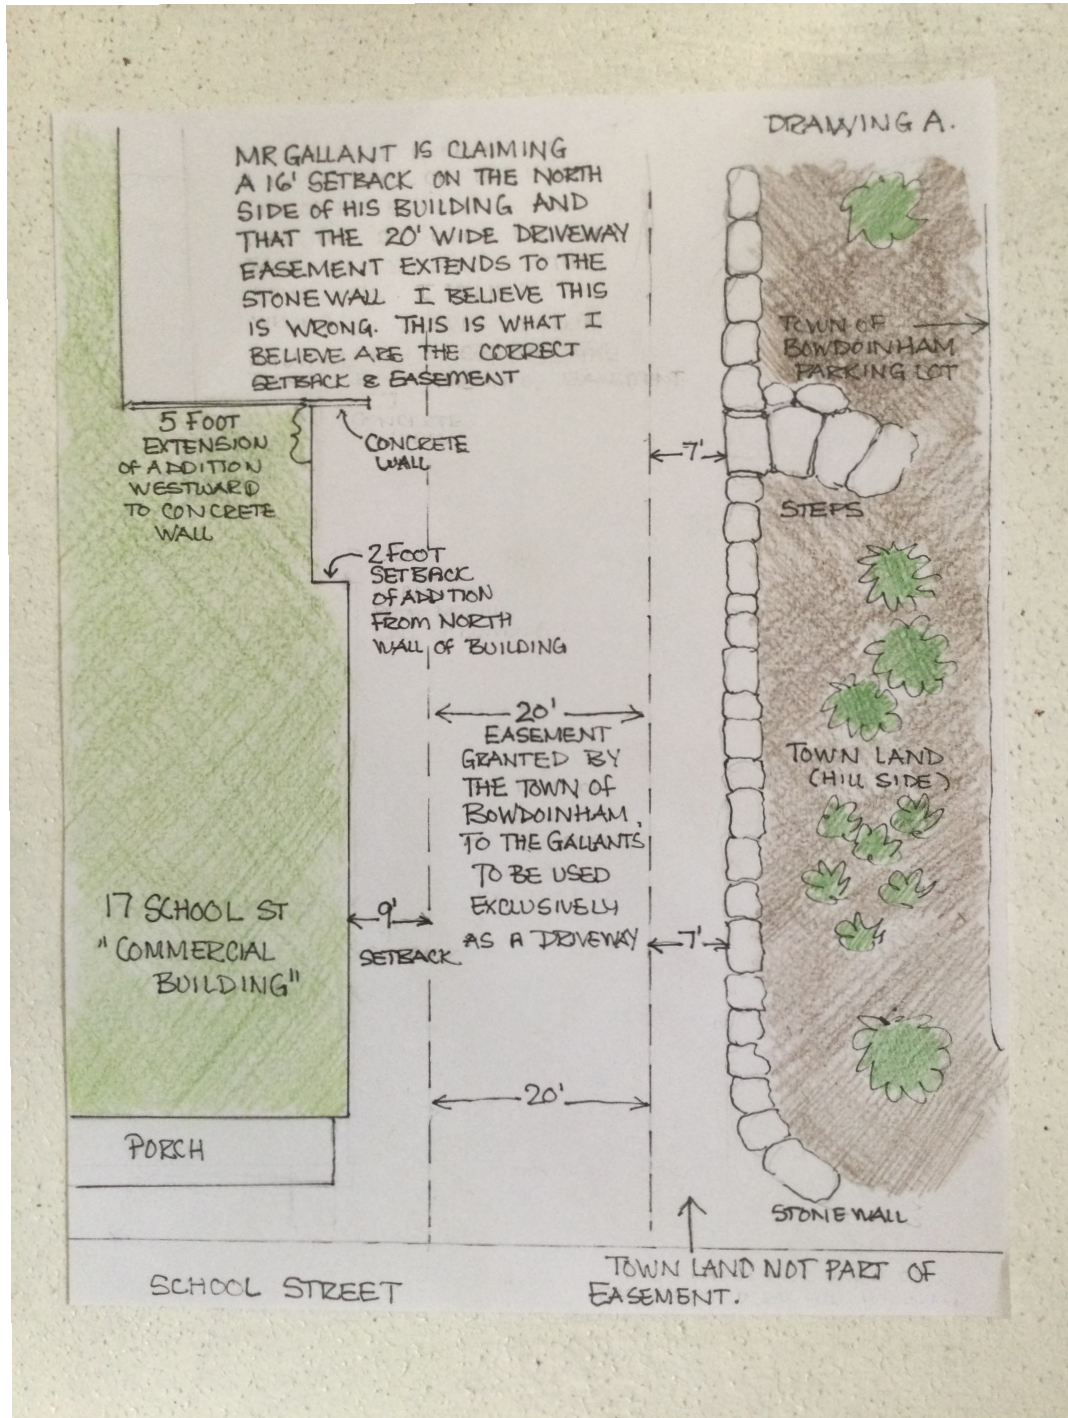 DRAWING A.
MR GALLANT IS CLAIMING
A 16' SETBACK ON THE NORTH
SIDE OF HIS BUILDING AND
THAT THE 20' WIDE DRIVEWAY
EASEMENT EXTENDS TO THE
STONE WALL I BELIEVE THIS
IS WRONG. THIS IS WHAT I
BELIEVE ARE THE CORRECT
SETBACK & EASEMENT
TOWN OF
BOWDOINHAM
PARKING LOT
5 FOOT
EXTENSION
OF ADDITION
WESTWARD
TO CONCRETE
WALL
CONCRETE
WALL
7'
STEPS
2 FOOT
SETBACK
OF ADDITION
FROM NORTH
WALL OF BUILDING
20'
EASEMENT
GRANTED BY
THE TOWN OF
BOWDOINHAM,
TO THE GALLANTS
TO BE USED
EXCLUSIVELY
AS A DRIVEWAY
TOWN LAND
(HILL SIDE)
17 SCHOOL ST
"COMMERCIAL
BUILDING"
9'
SETBACK
7'
20'
PORCH
STONE WALL
SCHOOL STREET
TOWN LAND NOT PART OF
EASEMENT.